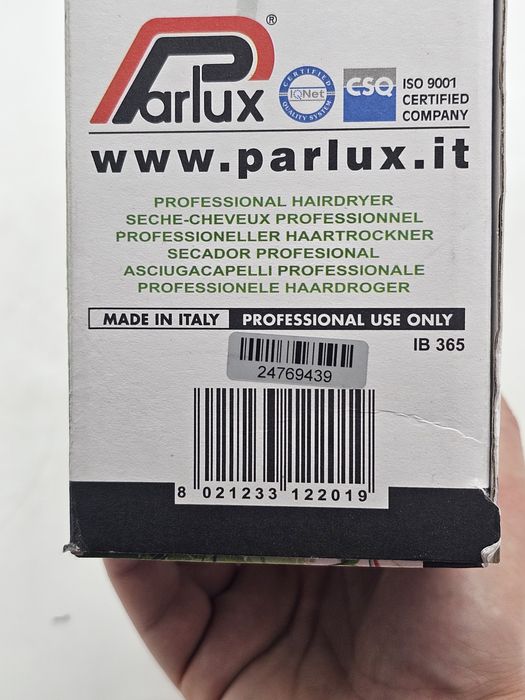 Parlux ®
CERTIFIED
IQNet
QUALITY SYSTEM
CSQ
ISO 9001
CERTIFIED
COMPANY
www.parlux.it
PROFESSIONAL HAIRDRYER
SECHE-CHEVEUX PROFESSIONNEL
PROFESSIONELLER HAARTROCKNER
SECADOR PROFESIONAL
ASCIUGACAPELLI PROFESSIONALE
PROFESSIONELE HAARDROGER
MADE IN ITALY PROFESSIONAL USE ONLY
IB 365
24769439
8 021233 122019